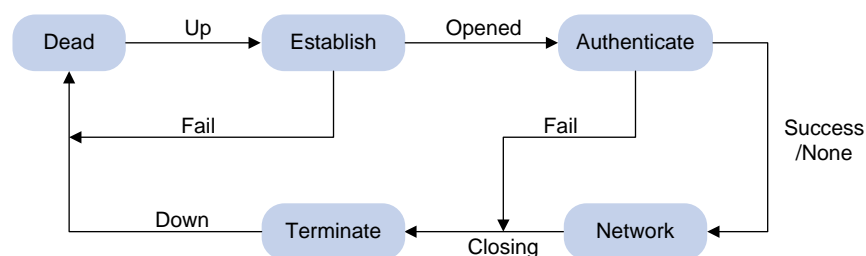 Dead
Up
Establish
Opened
Authenticate
Fail
Fail
Success
/None
Down
Terminate
Closing
Network